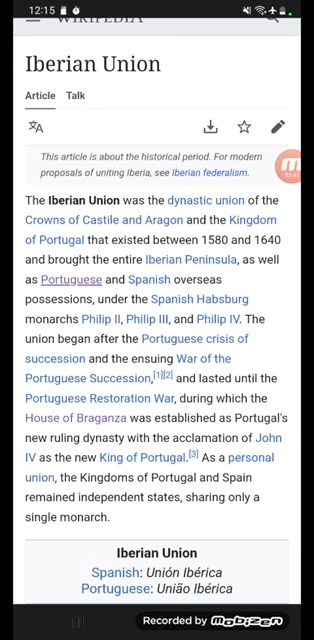 12:15
WIKIPEDIA
Iberian Union
Article Talk
This article is about the historical period. For modern
proposals of uniting Iberia, see Iberian federalism.
The Iberian Union was the dynastic union of the
Crowns of Castile and Aragon and the Kingdom
of Portugal that existed between 1580 and 1640
and brought the entire Iberian Peninsula, as well
as Portuguese and Spanish overseas
possessions, under the Spanish Habsburg
monarchs Philip II, Philip III, and Philip IV. The
union began after the Portuguese crisis of
succession and the ensuing War of the
Portuguese Succession,[1][2] and lasted until the
Portuguese Restoration War, during which the
House of Braganza was established as Portugal's
new ruling dynasty with the acclamation of John
IV as the new King of Portugal.[3] As a personal
union, the Kingdoms of Portugal and Spain
remained independent states, sharing only a
single monarch.
Iberian Union
Spanish: Unión Ibérica
Portuguese: União Ibérica
Recorded by mobizen